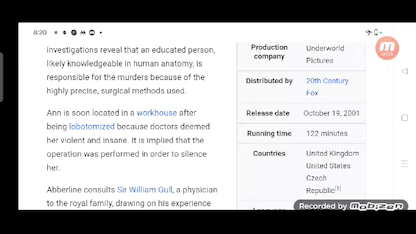 8:20
investigations reveal that an educated person,
likely knowledgeable in human anatomy, is
responsible for the murders because of the
highly precise, surgical methods used.
Ann is soon located in a workhouse after
being lobotomized because doctors deemed
her violent and insane. It is implied that the
operation was performed in order to silence
her.
Abberline consults Sir William Gull, a physician
to the royal family, drawing on his experience
Production
company
Underworld
Pictures
Distributed by
20th Century
Fox
Release date
October 19, 2001
Running time
122 minutes
Countries
United Kingdom
United States
Czech
Republic[1]
Recorded by Mobizen